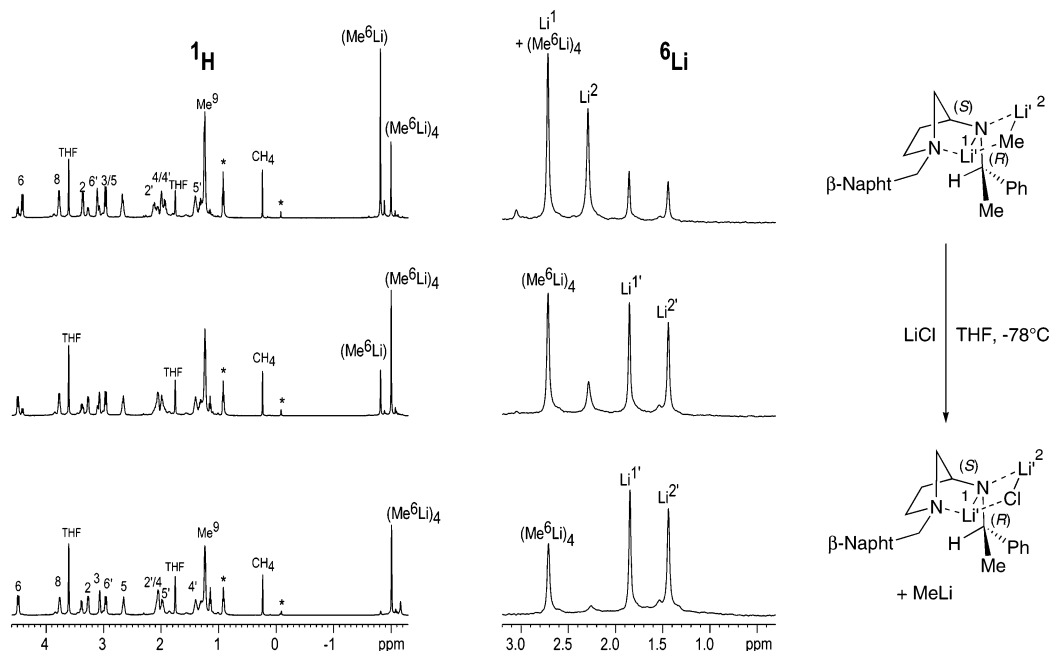 ¹H
(Me⁶Li)
(Me⁶Li)₄
Me⁹
THF
CH₄
*
*
6
8
2
6'
3/5
2'
4/4'
THF
5'
(Me⁶Li)₄
(Me⁶Li)
THF
THF
CH₄
*
*
(Me⁶Li)₄
THF
Me⁹
THF
CH₄
*
*
6
8
2
3
6'
5
2'/4
5'
4'
4
3
2
1
0
-1
ppm
⁶Li
Li¹
+ (Me⁶Li)₄
Li²
(Me⁶Li)₄
Li¹'
Li²'
(Me⁶Li)₄
Li¹'
Li²'
3.0
2.5
2.0
1.5
1.0
ppm
(S)
Li' ²
N
1
Me
N
Li'
(R)
β-Napht
H
Ph
Me
LiCl
THF, -78°C
(S)
Li' ²
N
1
Cl
N
Li'
(R)
β-Napht
H
Ph
Me
+ MeLi